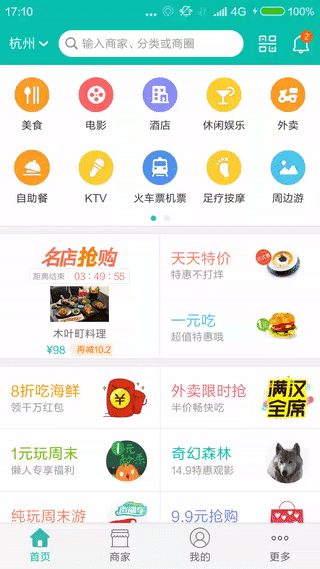 17:10
4G
100%
杭州
输入商家、分类或商圈
2
美食
电影
酒店
休闲娱乐
外卖
自助餐
KTV
火车票机票
足疗按摩
周边游
名店抢购
距离结束 03:49:55
木叶町料理
¥98 再减10.2
天天特价
特惠不打烊
一元吃
超值特惠哦
8折吃海鲜
领千万红包
外卖限时抢
半价畅快吃
满汉全席
1元玩周末
懒人专享福利
1元欢乐
奇幻森林
14.9特惠观影
纯玩周末游
9.9元抢购
首页
商家
我的
更多